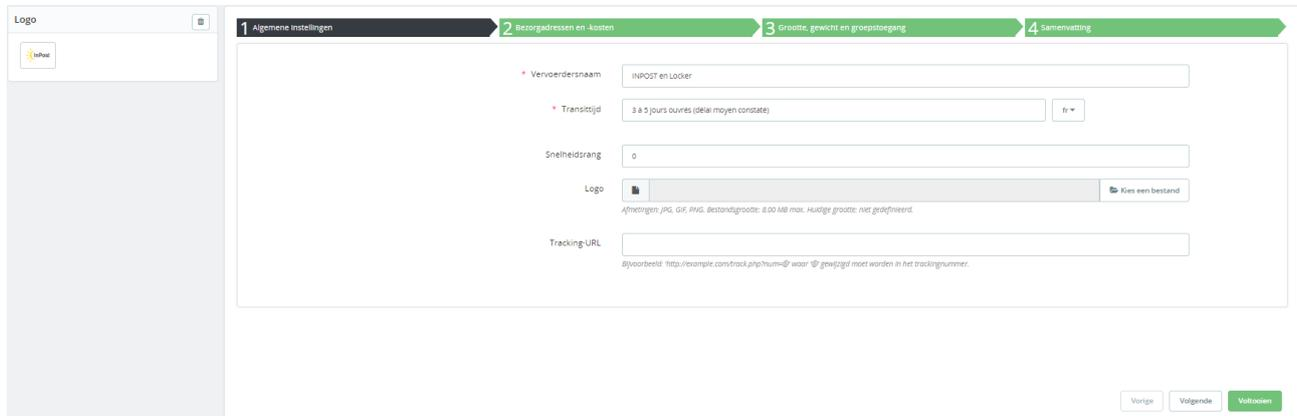 Logo
InPost
1 Algemene instellingen
2 Bezorgadressen en -kosten
3 Grootte, gewicht en groepstoegang
4 Samenvatting
* Vervoerdersnaam
INPOST en Locker
* Transittijd
3 à 5 jours ouvrés (délai moyen constaté)
fr
Snelheidsrang
0
Logo
Kies een bestand
Afmetingen: JPG, GIF, PNG. Bestandsgrootte: 8.00 MB max. Huidige grootte: niet gedefinieerd.
Tracking-URL
Bijvoorbeeld: 'http://example.com/track.php?num=@' waar '@' gewijzigd moet worden in het trackingnummer.
Vorige
Volgende
Voltooien